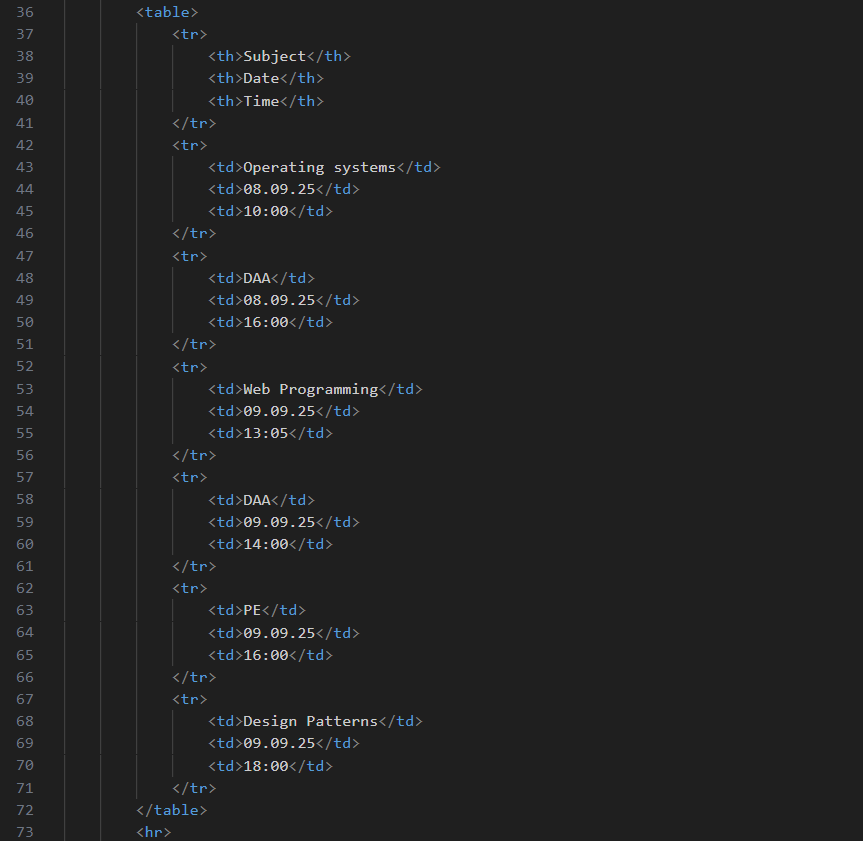 36 <table>
37 <tr>
38 <th>Subject</th>
39 <th>Date</th>
40 <th>Time</th>
41 </tr>
42 <tr>
43 <td>Operating systems</td>
44 <td>08.09.25</td>
45 <td>10:00</td>
46 </tr>
47 <tr>
48 <td>DAA</td>
49 <td>08.09.25</td>
50 <td>16:00</td>
51 </tr>
52 <tr>
53 <td>Web Programming</td>
54 <td>09.09.25</td>
55 <td>13:05</td>
56 </tr>
57 <tr>
58 <td>DAA</td>
59 <td>09.09.25</td>
60 <td>14:00</td>
61 </tr>
62 <tr>
63 <td>PE</td>
64 <td>09.09.25</td>
65 <td>16:00</td>
66 </tr>
67 <tr>
68 <td>Design Patterns</td>
69 <td>09.09.25</td>
70 <td>18:00</td>
71 </tr>
72 </table>
73 <hr>